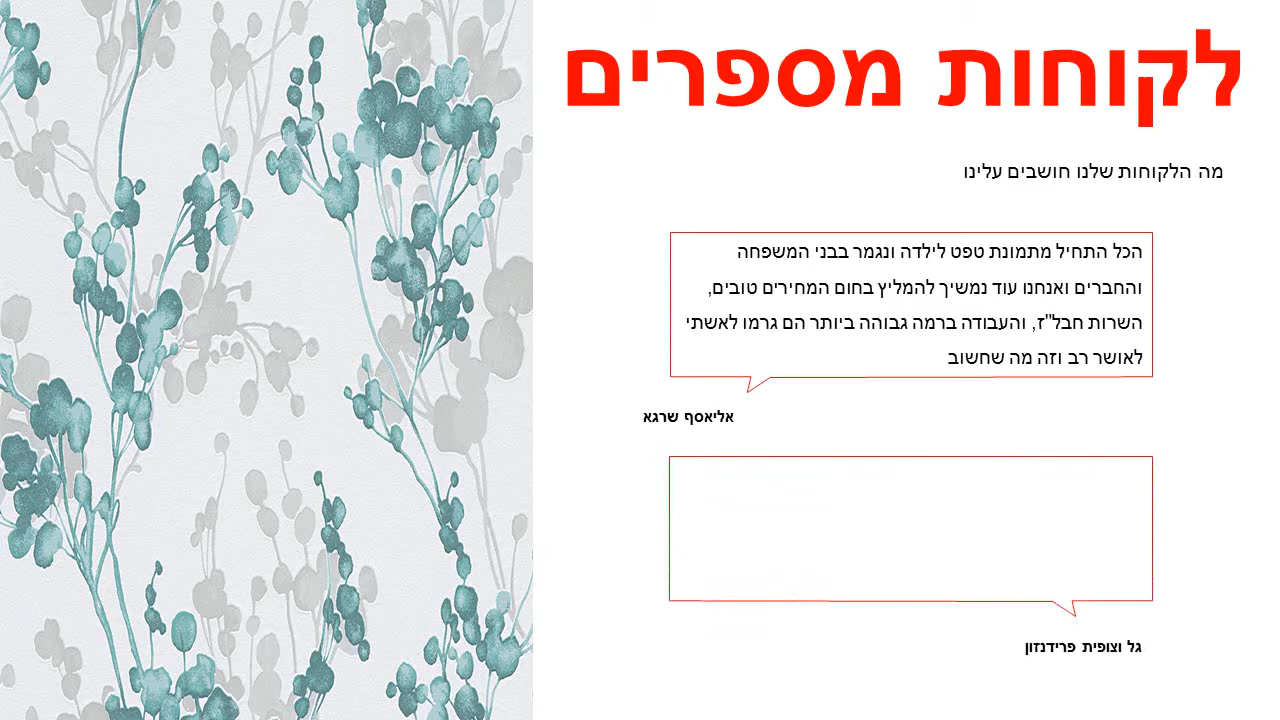 לקוחות מספרים
מה הלקוחות שלנו חושבים עלינו
הכל התחיל מתמונת טפט לילדה ונגמר בבני המשפחה
והחברים ואנחנו עוד נמשיך להמליץ בחום המחירים טובים,
השרות חבל"ז, והעבודה ברמה גבוהה ביותר הם גרמו לאשתי
לאושר רב וזה מה שחשוב
אליאסף שרגא
גל וצופית פרידנזון